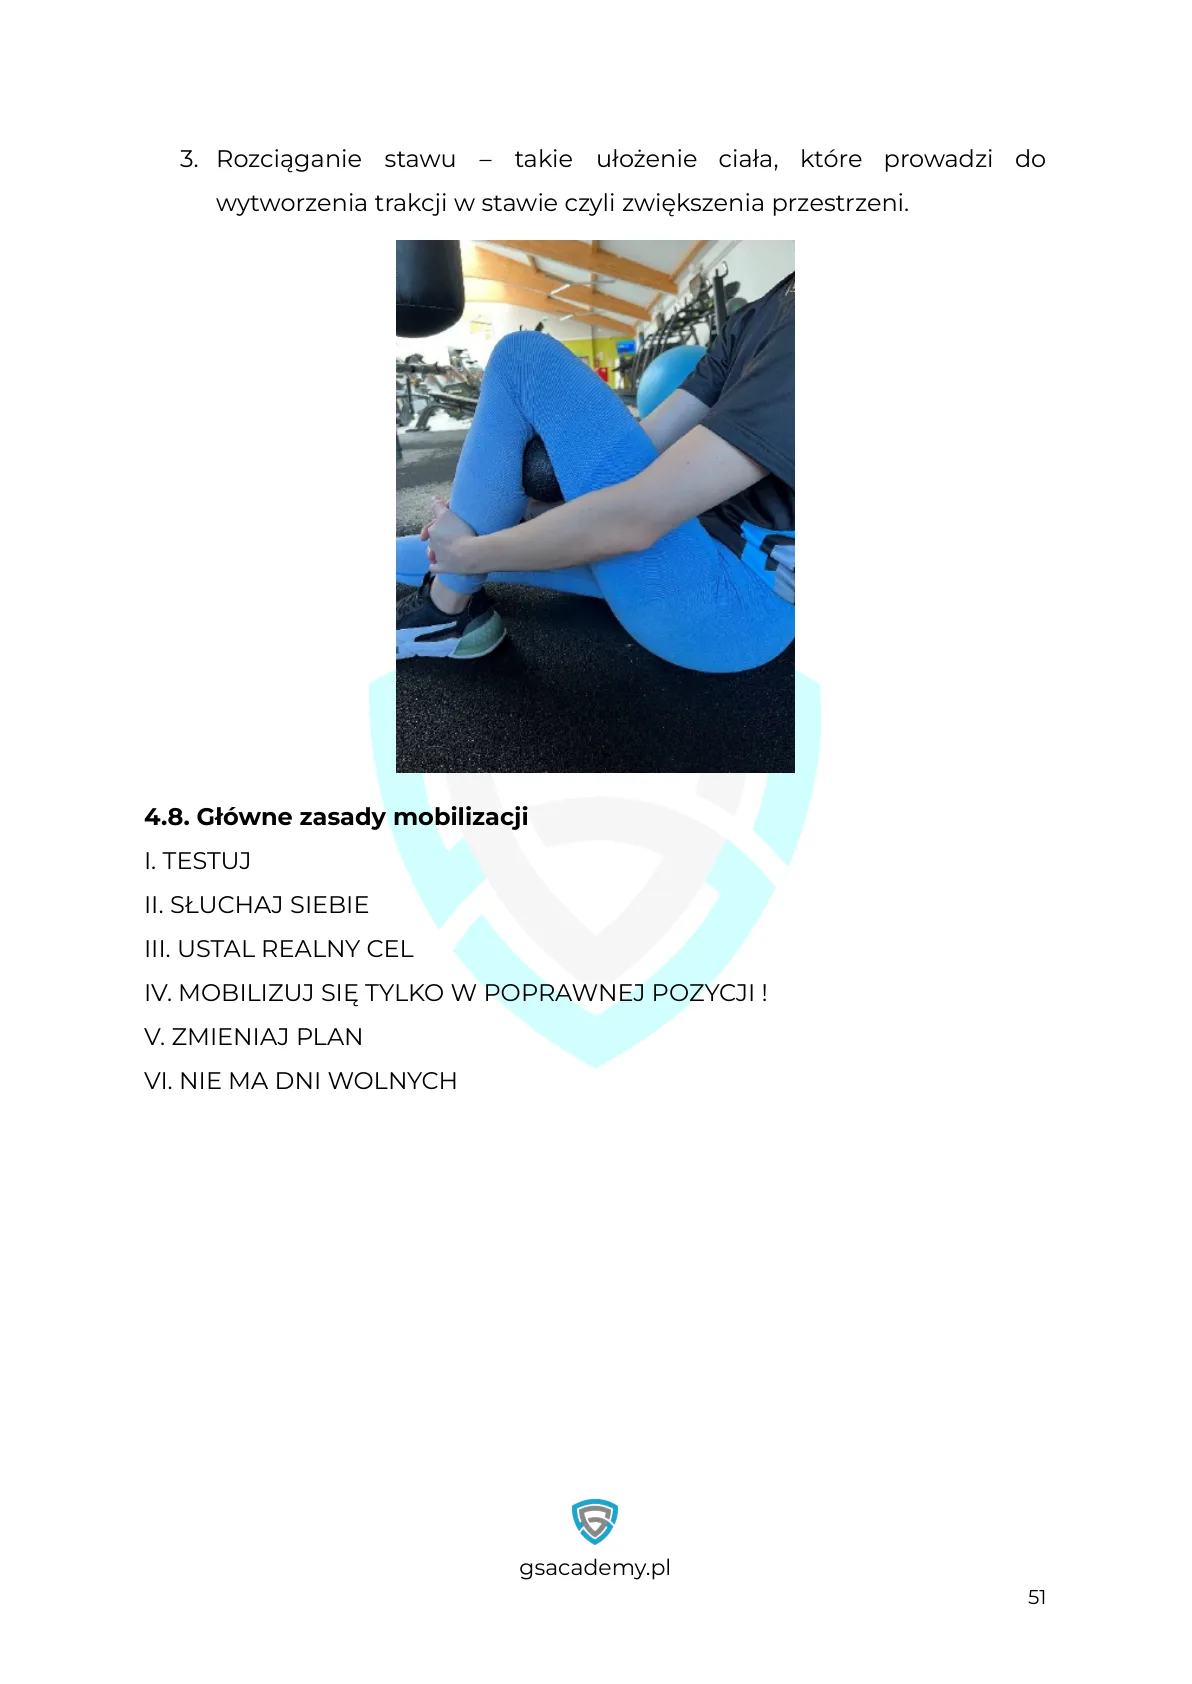 3. Rozciąganie stawu – takie ułożenie ciała, które prowadzi do
wytworzenia trakcji w stawie czyli zwiększenia przestrzeni.
4.8. Główne zasady mobilizacji
I. TESTUJ
II. SŁUCHAJ SIEBIE
III. USTAL REALNY CEL
IV. MOBILIZUJ SIĘ TYLKO W POPRAWNEJ POZYCJI !
V. ZMIENIAJ PLAN
VI. NIE MA DNI WOLNYCH
gsacademy.pl
51